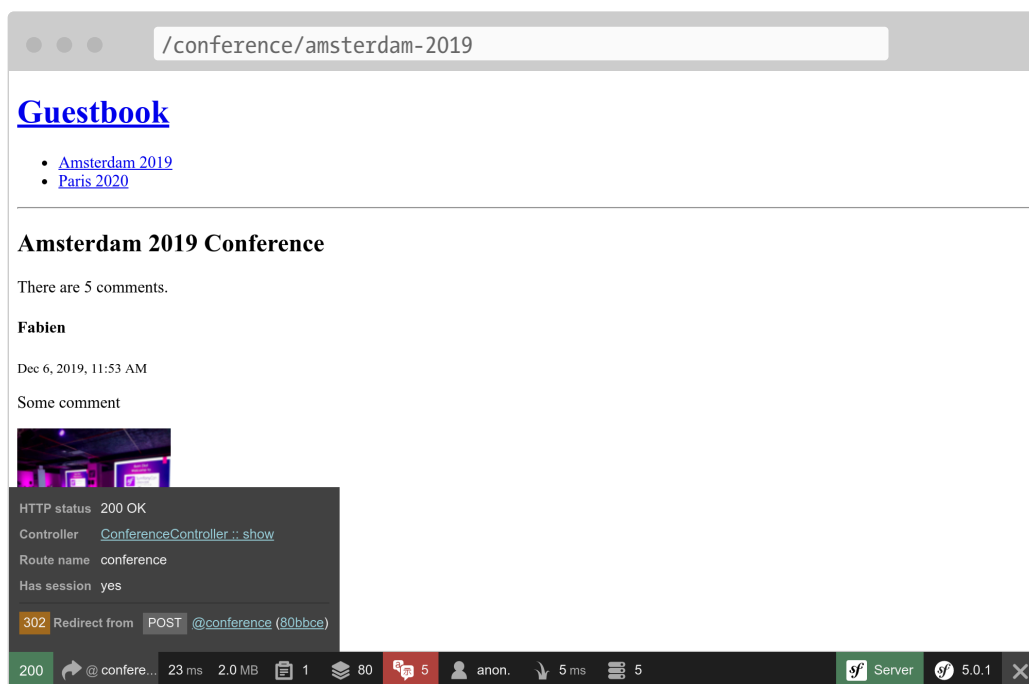 /conference/amsterdam-2019
Guestbook
Amsterdam 2019
Paris 2020
Amsterdam 2019 Conference
There are 5 comments.
Fabien
Dec 6, 2019, 11:53 AM
Some comment
HTTP status 200 OK
Controller ConferenceController :: show
Route name conference
Has session yes
302 Redirect from POST @conference (80bbce)
200 @ confere... 23 ms 2.0 MB 1 80 5 anon. 5 ms 5 sf Server sf 5.0.1